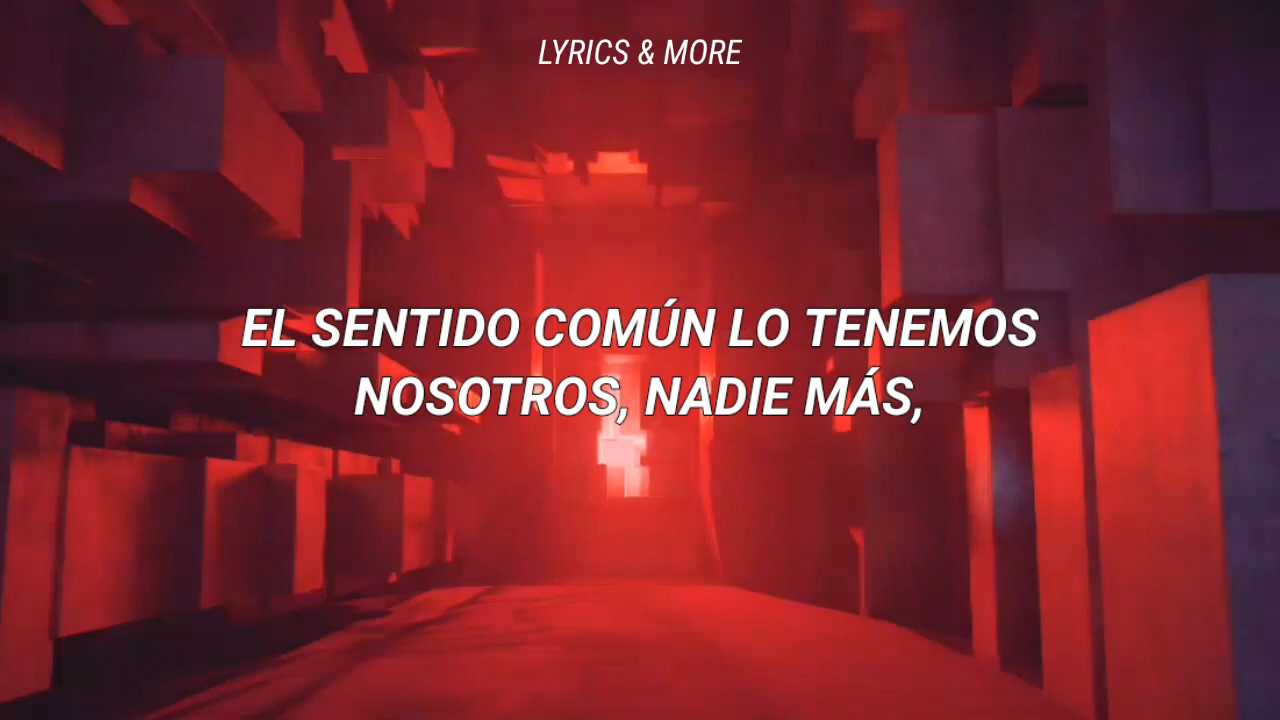 LYRICS & MORE
EL SENTIDO COMÚN LO TENEMOS
NOSOTROS, NADIE MÁS,